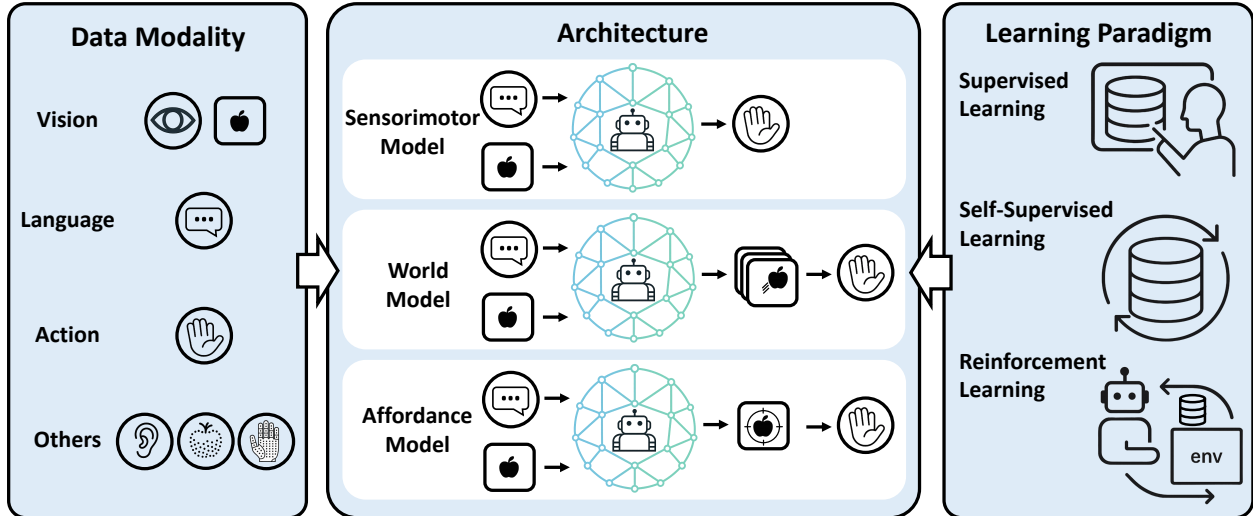 Data Modality
Vision
Language
Action
Others
Architecture
Sensorimotor
Model
World
Model
Affordance
Model
Learning Paradigm
Supervised
Learning
Self-Supervised
Learning
Reinforcement
Learning
env